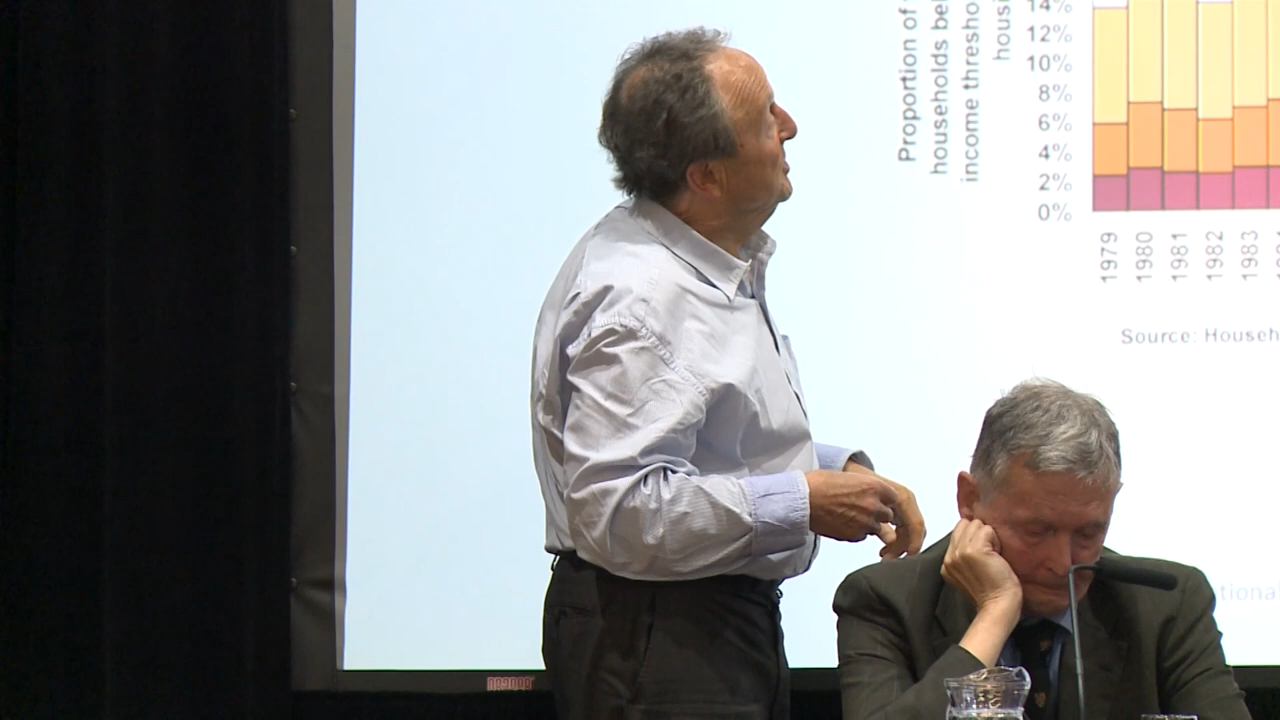 Proportion of
households be
income thresho
housi
14%
12%
10%
8%
6%
4%
2%
0%
1979
1980
1981
1982
1983
Source: Househ
tional